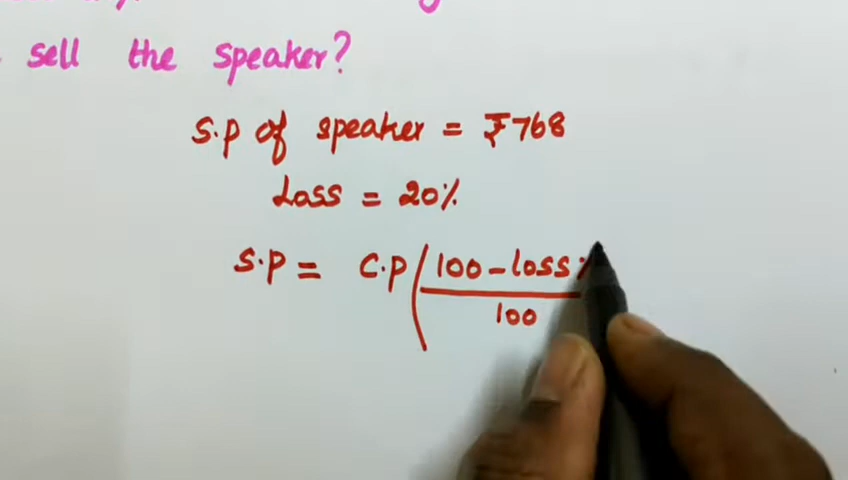 sell the speaker?
S.P of speaker = ₹768
Loss = 20%
S.P = C.P ( 100 - loss %
100